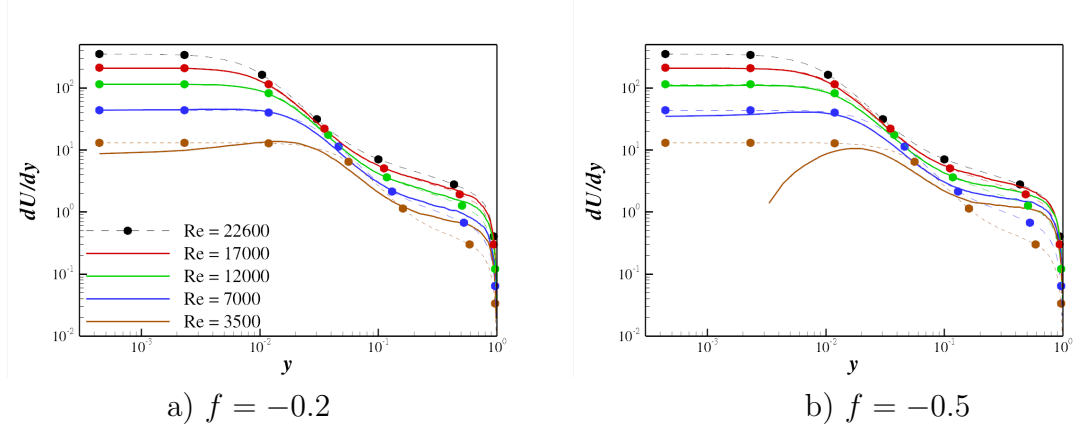 dU/dy
10²
10¹
10⁰
10⁻¹
10⁻²
Re = 22600
Re = 17000
Re = 12000
Re = 7000
Re = 3500
10⁻³
10⁻²
10⁻¹
10⁰
y
a) f = −0.2
dU/dy
10²
10¹
10⁰
10⁻¹
10⁻²
10⁻³
10⁻²
10⁻¹
10⁰
y
b) f = −0.5